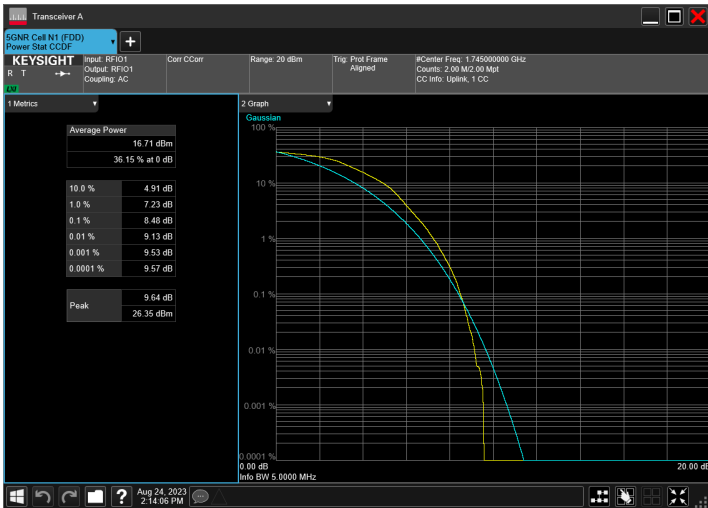 Transceiver A
5GNR Cell N1 (FDD)
Power Stat CCDF
KEYSIGHT
R T
LXI
Input: RFIO1
Output: RFIO1
Coupling: AC
Corr CCorr
Range: 20 dBm
Trig: Prot Frame
Aligned
#Center Freq: 1.745000000 GHz
Counts: 2.00 M/2.00 Mpt
CC Info: Uplink, 1 CC
1 Metrics
Average Power
16.71 dBm
36.15 % at 0 dB
10.0 % 4.91 dB
1.0 % 7.23 dB
0.1 % 8.48 dB
0.01 % 9.13 dB
0.001 % 9.53 dB
0.0001 % 9.57 dB
Peak
9.64 dB
26.35 dBm
2 Graph
Gaussian
100 %
10 %
1 %
0.1 %
0.01 %
0.001 %
0.0001 %
0.00 dB
20.00 dB
Info BW 5.0000 MHz
Aug 24, 2023
2:14:06 PM